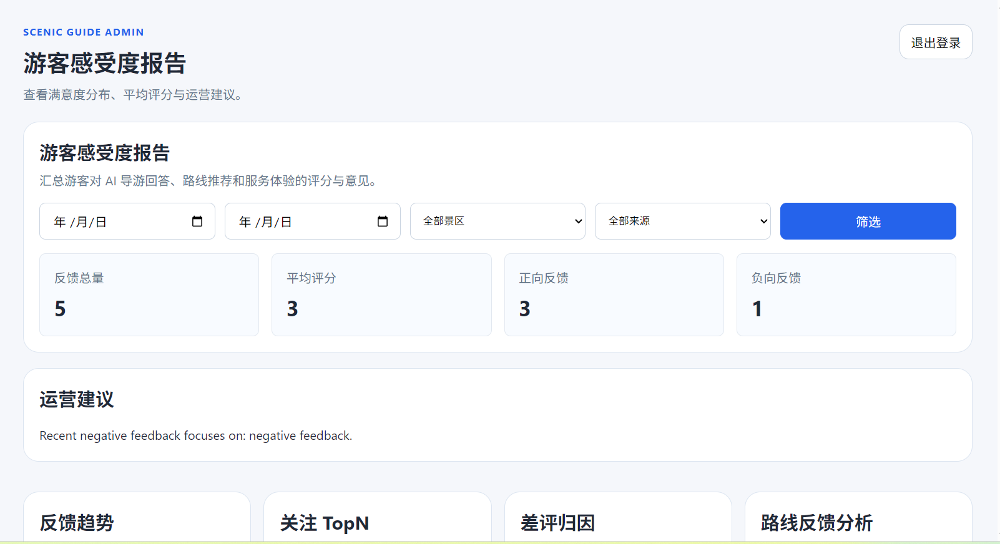 SCENIC GUIDE ADMIN
退出登录
游客感受度报告
查看满意度分布、平均评分与运营建议。
游客感受度报告
汇总游客对 AI 导游回答、路线推荐和服务体验的评分与意见。
年 /月/日
年 /月/日
全部景区
全部来源
筛选
反馈总量
5
平均评分
3
正向反馈
3
负向反馈
1
运营建议
Recent negative feedback focuses on: negative feedback.
反馈趋势
关注 TopN
差评归因
路线反馈分析